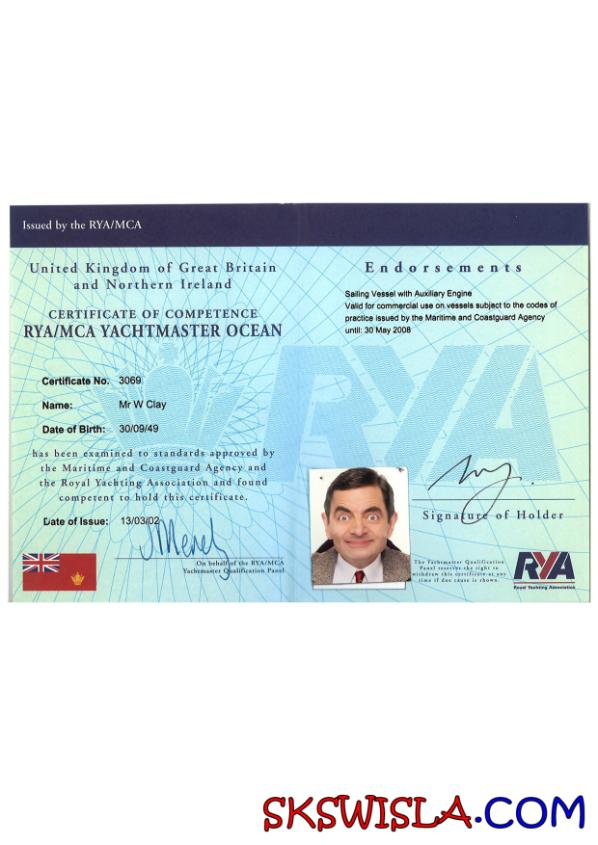 Issued by the RYA/MCA
United Kingdom of Great Britain
and Northern Ireland
CERTIFICATE OF COMPETENCE
RYA/MCA YACHTMASTER OCEAN
Certificate No. 3069
Name: Mr W Clay
Date of Birth: 30/09/49
has been examined to standards approved by
the Maritime and Coastguard Agency and
the Royal Yachting Association and found
competent to hold this certificate.
Date of Issue: 13/03/02
On behalf of the RYA/MCA
Yachtmaster Qualification Panel
Endorsements
Sailing Vessel with Auxiliary Engine
Valid for commercial use on vessels subject to the codes of
practice issued by the Maritime and Coastguard Agency
until: 30 May 2008
RYA
Signature of Holder
The Yachtmaster Qualification
Panel reserves the right to
withdraw this certificate at any
time if due cause is shown.
RYA
Royal Yachting Association
SKSWISLA.COM